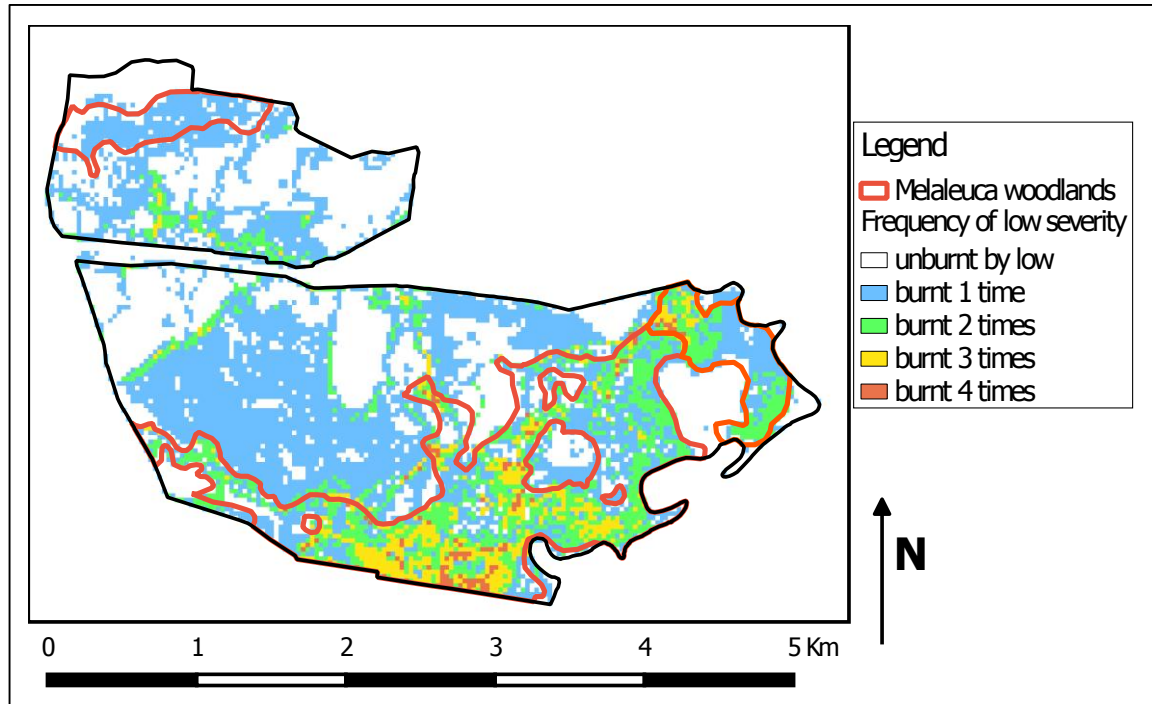 Legend
Melaleuca woodlands
Frequency of low severity
unburnt by low
burnt 1 time
burnt 2 times
burnt 3 times
burnt 4 times
N
0 1 2 3 4 5 Km